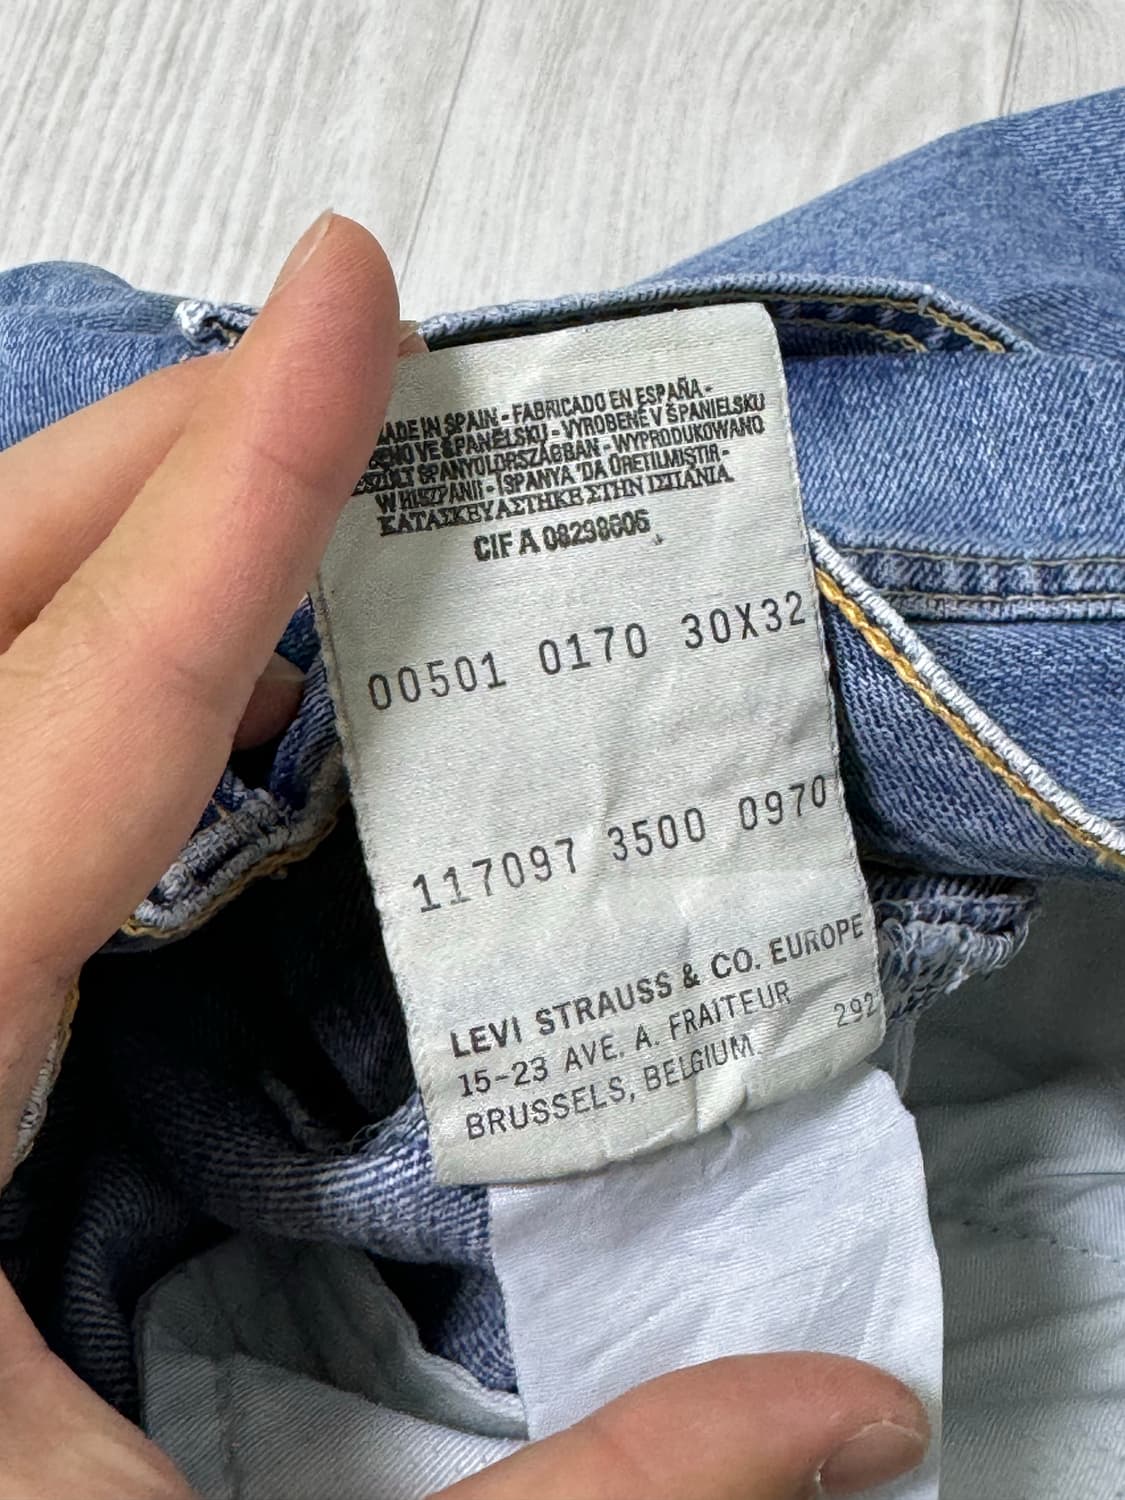 MADE IN SPAIN - FABRICADO EN ESPAÑA -
VE ŠPANĚLSKU - VYROBENÉ V ŠPANIELSKU
SPANYOLORSZÁGBAN - WYPRODUKOWANO
W HISZPANII - İSPANYA'DA ÜRETİLMİŞTİR -
ΚΑΤΑΣΚΕΥΑΣΤΗΚΕ ΣΤΗΝ ΙΣΠΑΝΙΑ
CIF A 08298606
00501 0170 30X32
117097 3500 0970
LEVI STRAUSS & CO. EUROPE
15-23 AVE. A. FRAITEUR 292
BRUSSELS, BELGIUM.